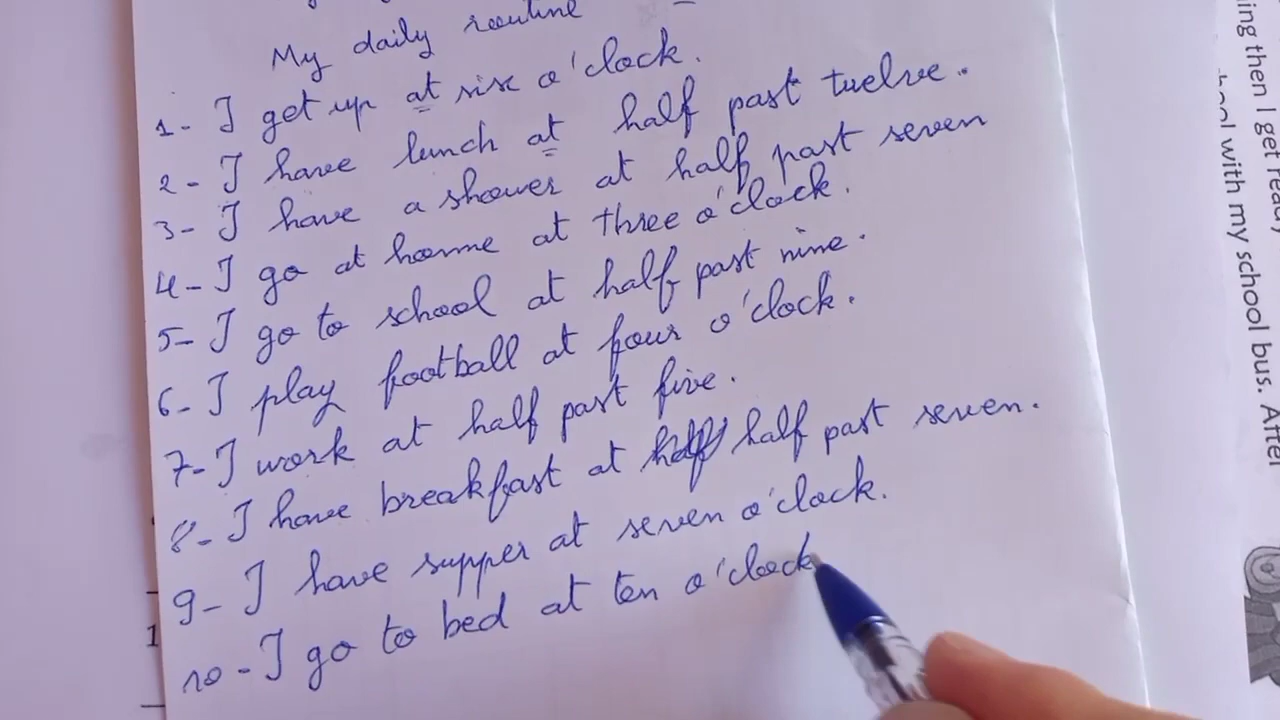 My daily routine
1- I get up at six o'clock.
2- I have lunch at half past twelve.
3- I have a shower at half past seven
4- I go at home at three o'clock.
5- I go to school at half past nine.
6- I play football at four o'clock.
7- I work at half past five.
8- I have breakfast at half half past seven.
9- I have supper at seven o'clock.
10- I go to bed at ten o'clock
ing then I get ready
hool with my school bus. After
1